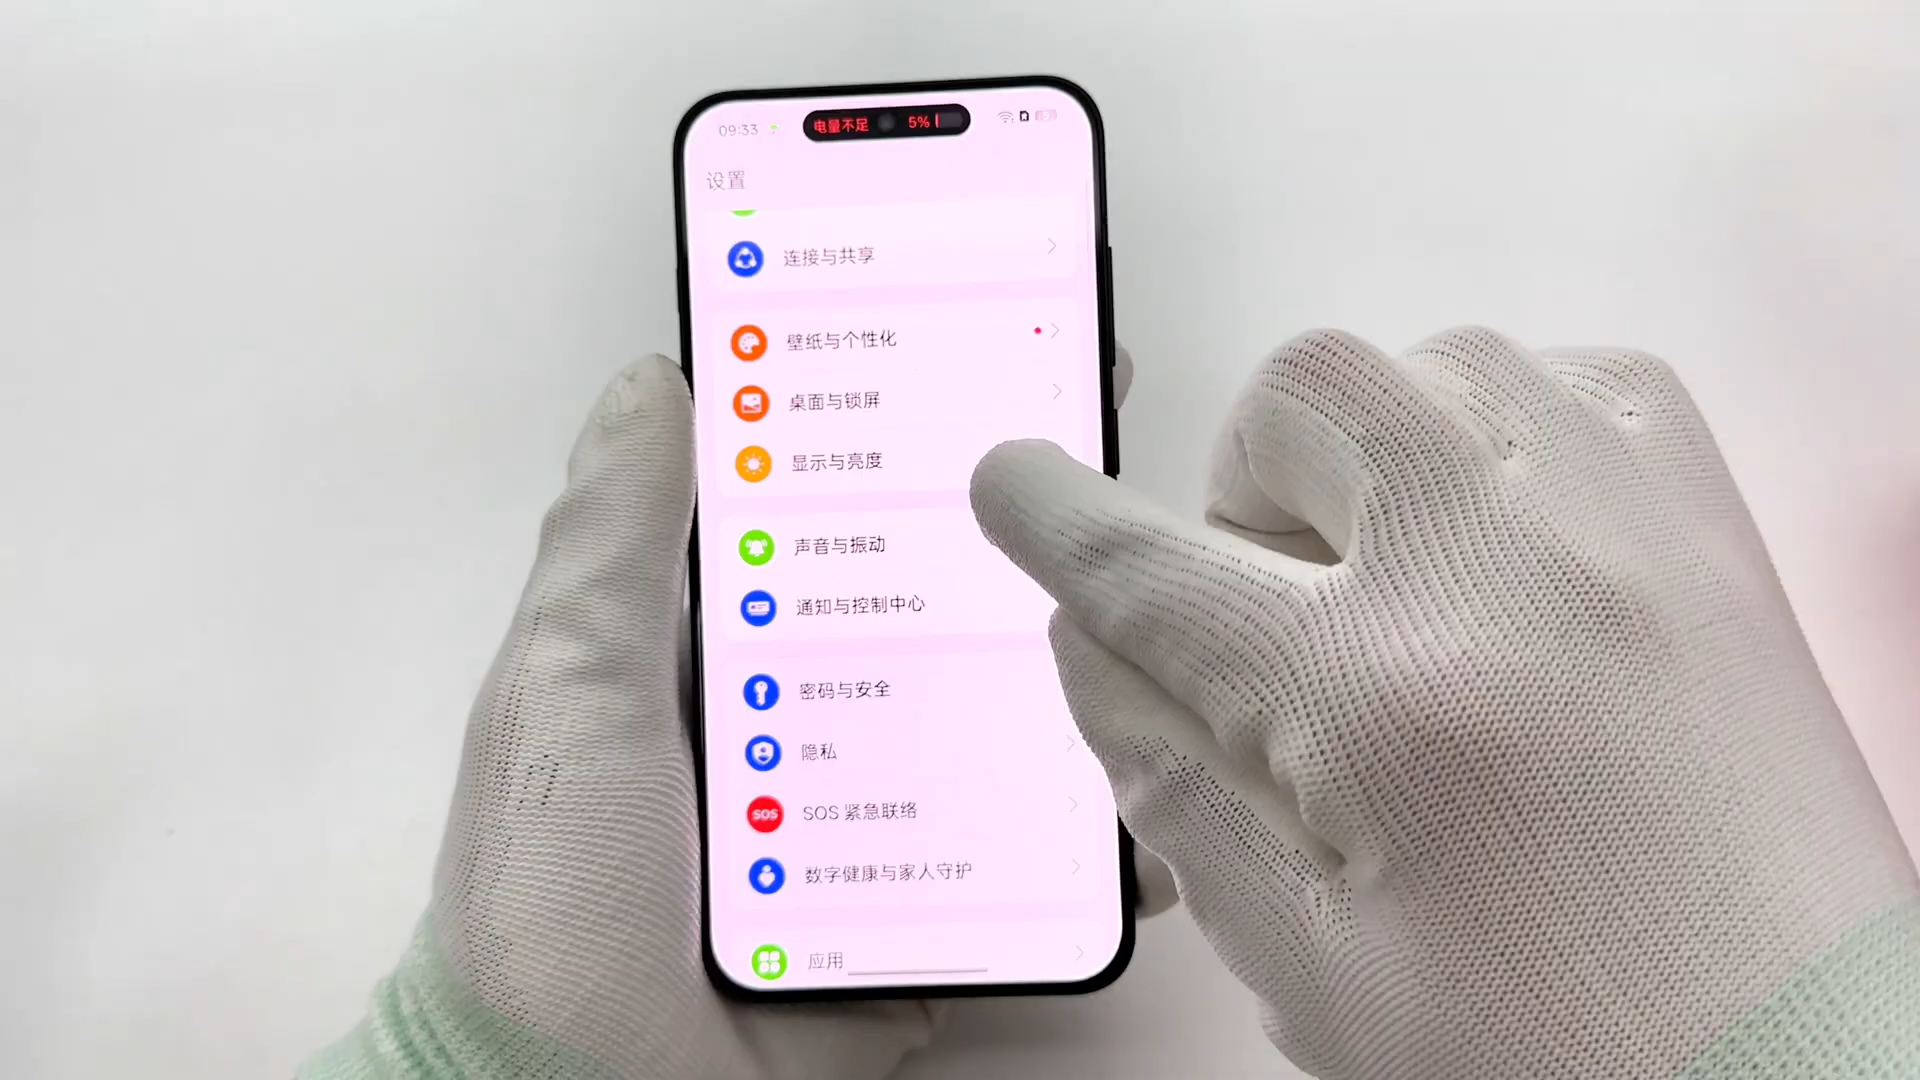 09:33 电量不足 5%
设置
连接与共享
壁纸与个性化
桌面与锁屏
显示与亮度
声音与振动
通知与控制中心
密码与安全
隐私
SOS 紧急联络
数字健康与家人守护
应用